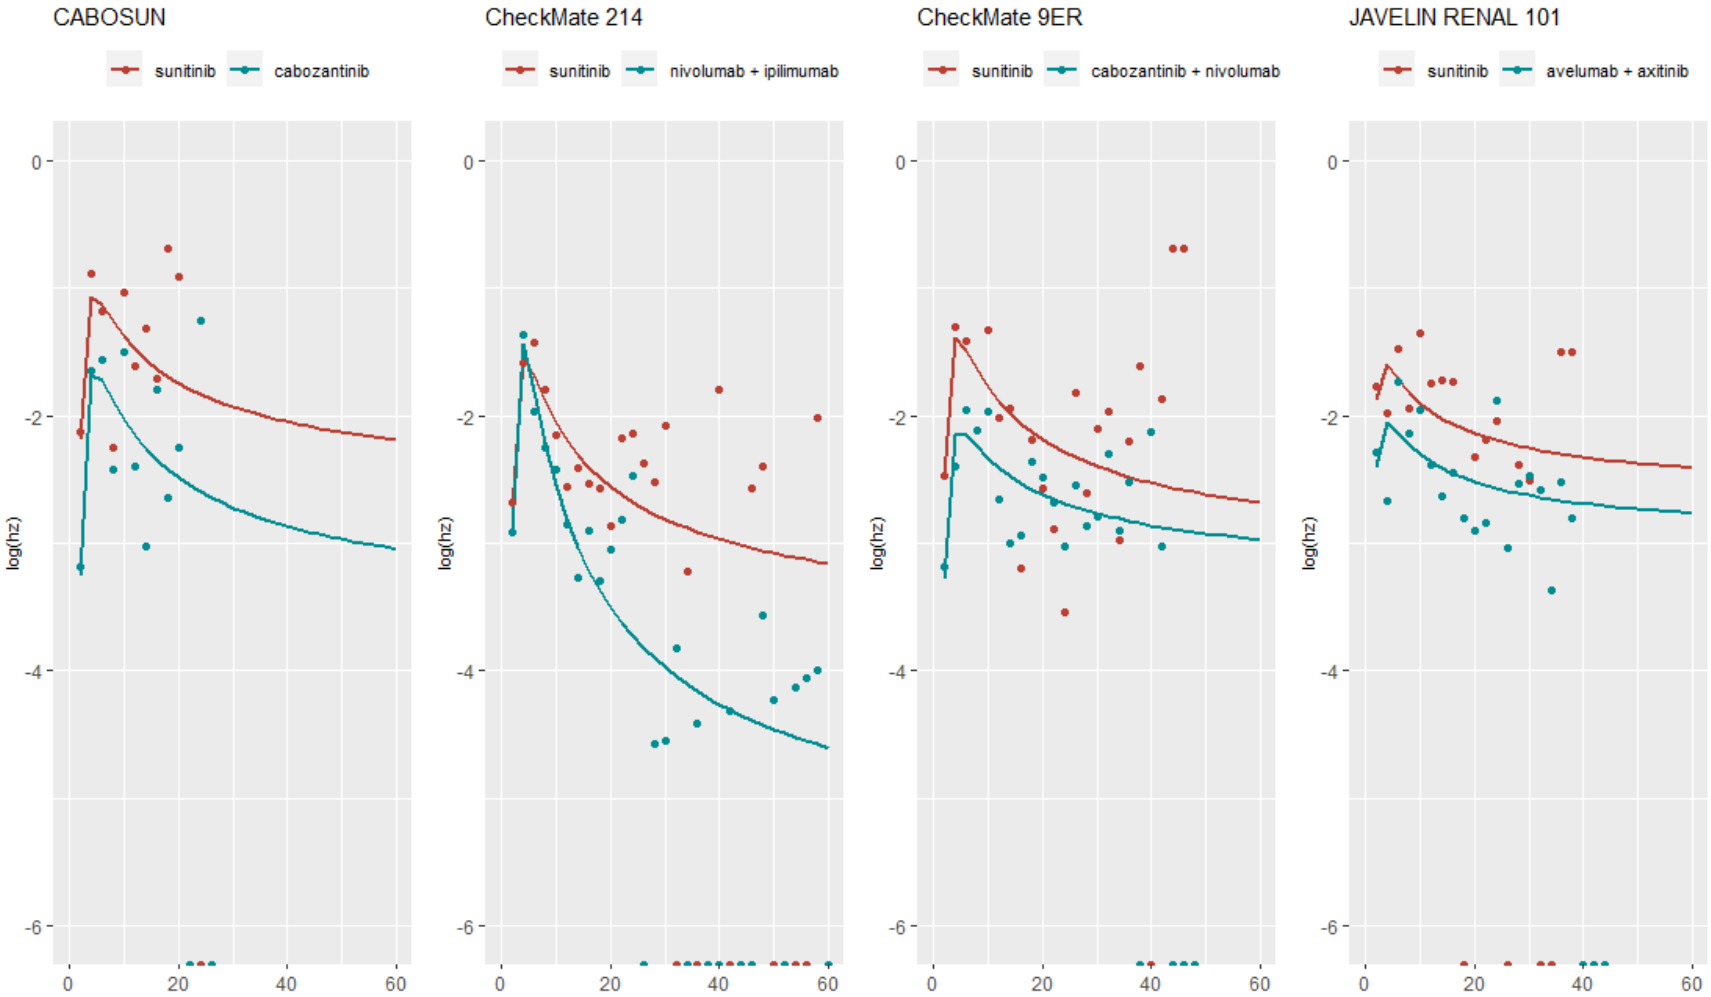 CABOSUN
CheckMate 214
CheckMate 9ER
JAVELIN RENAL 101
sunitinib cabozantinib
sunitinib nivolumab + ipilimumab
sunitinib cabozantinib + nivolumab
sunitinib avelumab + axitinib
0
-2
-4
-6
log(hz)
0 20 40 60
0
-2
-4
-6
log(hz)
0 20 40 60
0
-2
-4
-6
log(hz)
0 20 40 60
0
-2
-4
-6
log(hz)
0 20 40 60